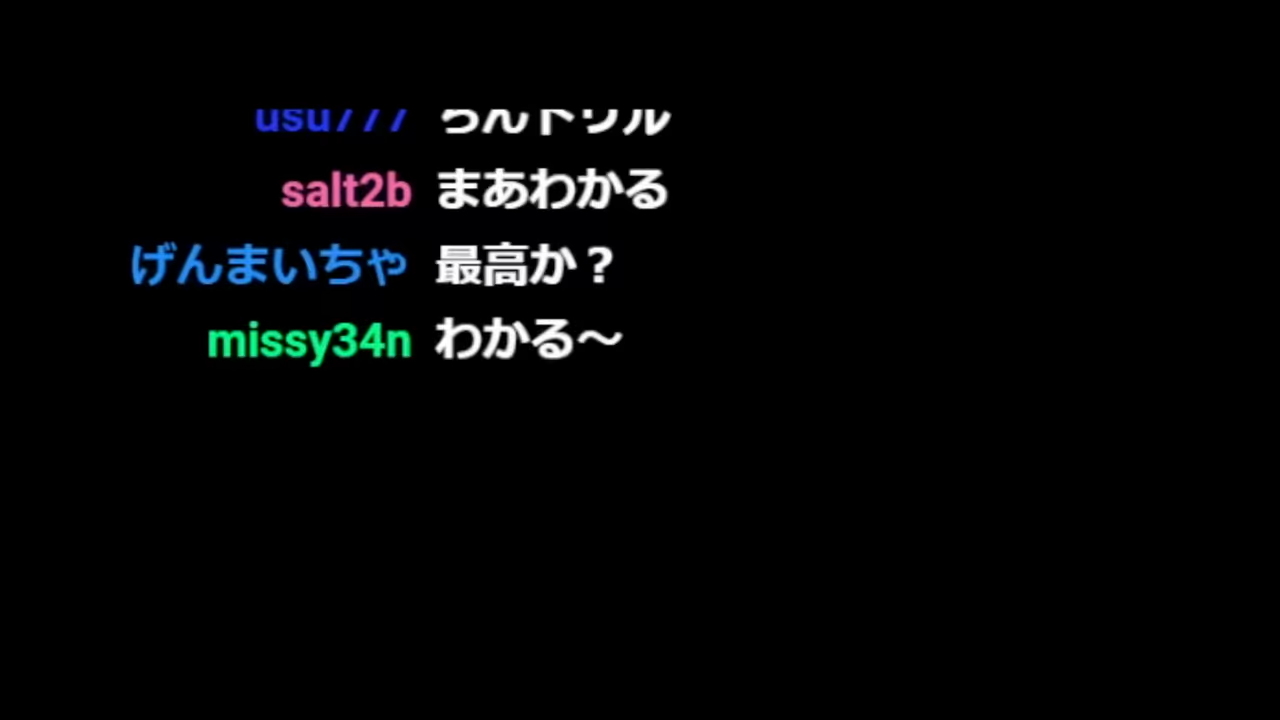 usu777
salt2b まあわかる
げんまいちゃ 最高か？
missy34n わかる～